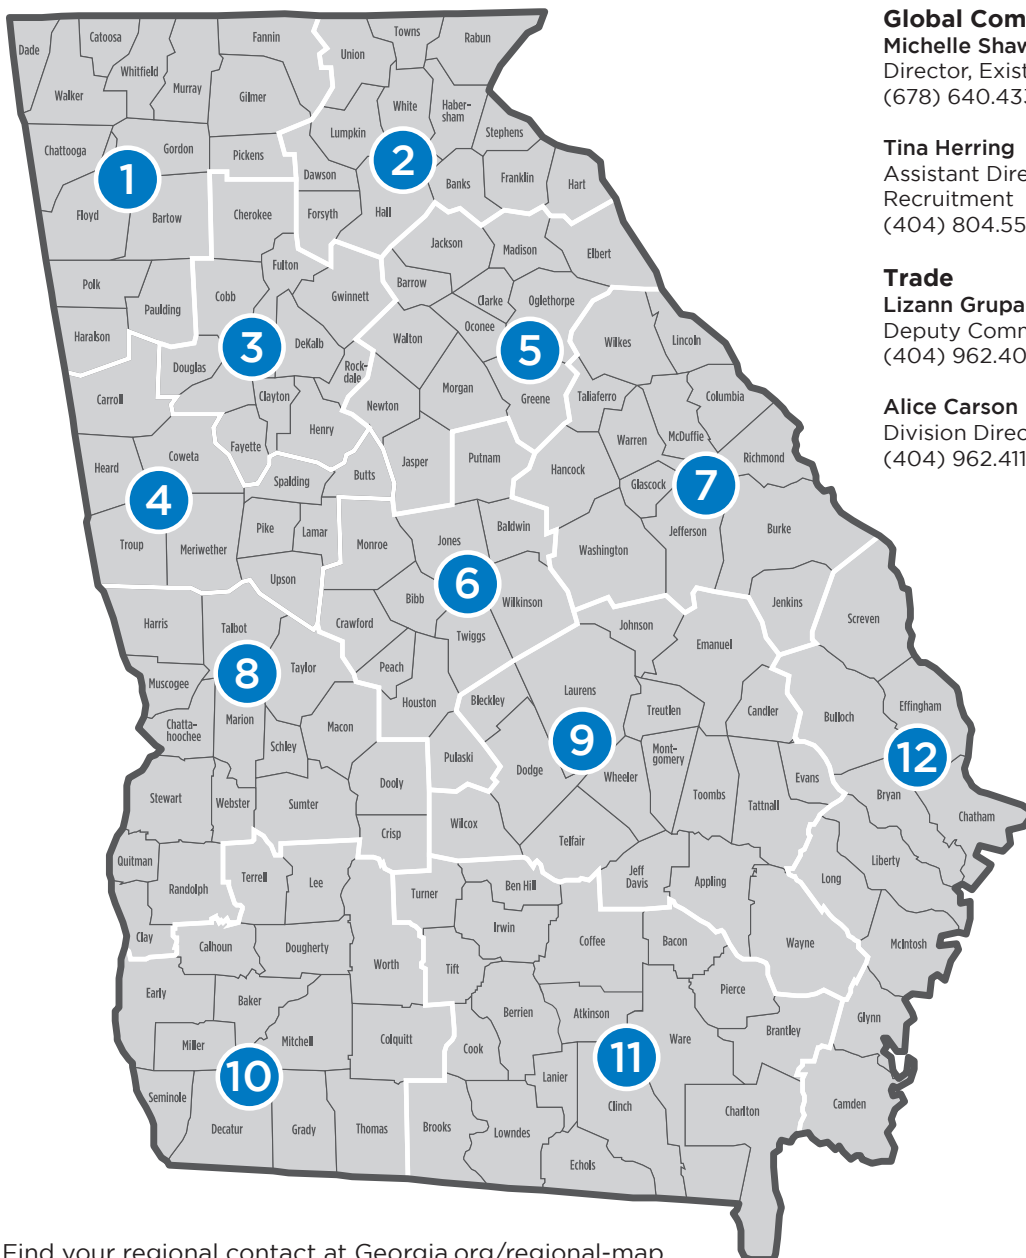 Global Com
Michelle Shaw
Director, Exist
(678) 640.433
Tina Herring
Assistant Dire
Recruitment
(404) 804.55
Trade
Lizann Grupa
Deputy Comm
(404) 962.40
Alice Carson
Division Direc
(404) 962.411
Dade
Catoosa
Whitfield
Murray
Fannin
Union
Towns
Rabun
Walker
Gilmer
White
Haber-
sham
Lumpkin
Stephens
Chattooga
Gordon
Pickens
Dawson
1
2
Banks
Franklin
Hart
Floyd
Bartow
Cherokee
Forsyth
Hall
Jackson
Madison
Elbert
Fulton
Polk
Paulding
Cobb
Gwinnett
Barrow
Clarke
Oglethorpe
Oconee
Haralson
3
DeKalb
Walton
5
Wilkes
Lincoln
Douglas
Rock-
dale
Carroll
Clayton
Newton
Morgan
Greene
Taliaferro
Columbia
Henry
Fayette
Warren
McDuffie
Heard
Coweta
Spalding
Butts
Jasper
Putnam
Hancock
Glascock
7
Richmond
4
Troup
Meriwether
Pike
Lamar
Monroe
Jones
Baldwin
Washington
Jefferson
Burke
Upson
6
Bibb
Wilkinson
Harris
Talbot
Crawford
Twiggs
Johnson
Emanuel
Jenkins
Screven
8
Taylor
Peach
Muscogee
Houston
Bleckley
Laurens
Treutlen
Candler
Bulloch
Effingham
Chatta-
hoochee
Marion
Schley
Macon
Pulaski
Dodge
9
Wheeler
Mont-
gomery
Toombs
Tattnall
Evans
12
Bryan
Chatham
Stewart
Webster
Sumter
Dooly
Crisp
Wilcox
Telfair
Liberty
Long
Quitman
Randolph
Terrell
Lee
Turner
Ben Hill
Jeff
Davis
Appling
Clay
Calhoun
Dougherty
Worth
Irwin
Coffee
Bacon
Wayne
McIntosh
Tift
Early
Baker
Berrien
Atkinson
Pierce
Glynn
Miller
Mitchell
Colquitt
Cook
Ware
Brantley
10
11
Lanier
Seminole
Decatur
Grady
Thomas
Brooks
Lowndes
Clinch
Charlton
Camden
Echols
Find your regional contact at Georgia.org/regional-map